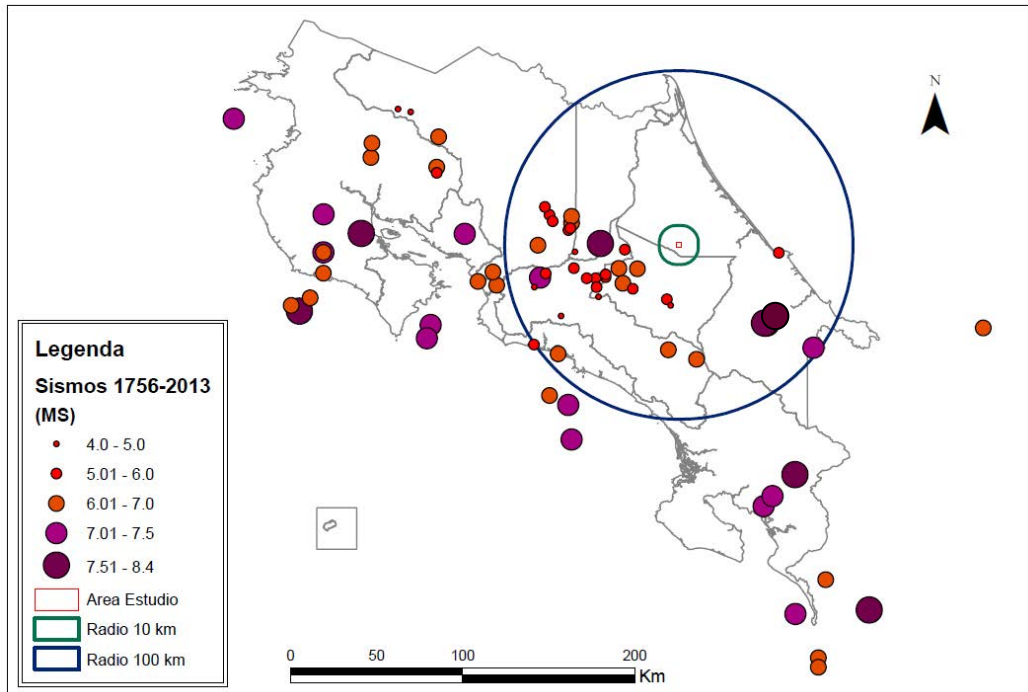 N
Legenda
Sismos 1756-2013
(MS)
4.0 - 5.0
5.01 - 6.0
6.01 - 7.0
7.01 - 7.5
7.51 - 8.4
Area Estudio
Radio 10 km
Radio 100 km
0 50 100 200
Km